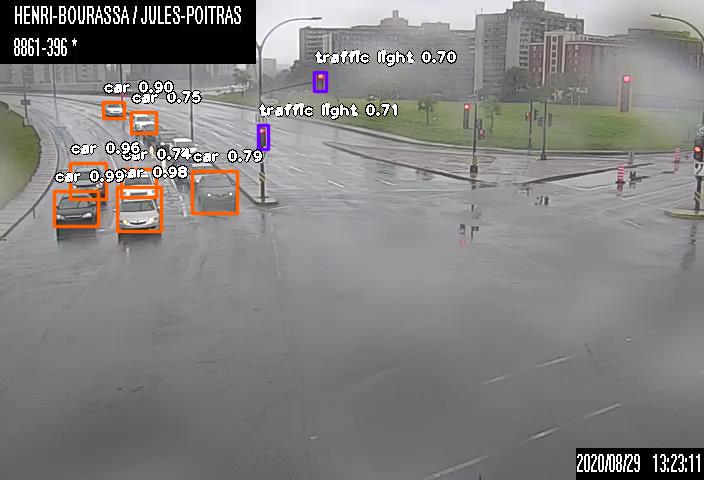 HENRI-BOURASSA / JULES-POITRAS
8861-396 *
traffic light 0.70
car 0.90
car 0.75
traffic light 0.71
car 0.96
car 0.74
car 0.79
car 0.99
car 0.98
2020/08/29 13:23:11